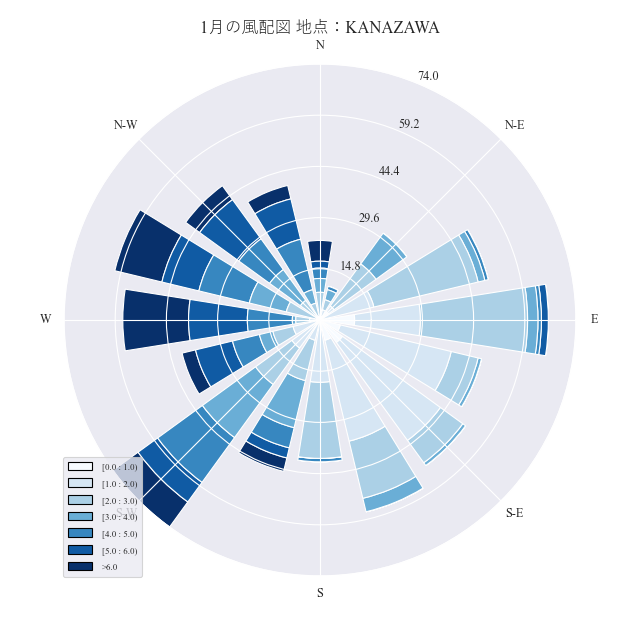 1月の風配図 地点：KANAZAWA
N
74.0
N-W
59.2
N-E
44.4
29.6
14.8
W
E
[0.0 : 1.0)
[1.0 : 2.0)
[2.0 : 3.0)
[3.0 : 4.0)
S-W
S-E
[4.0 : 5.0)
[5.0 : 6.0)
>6.0
S